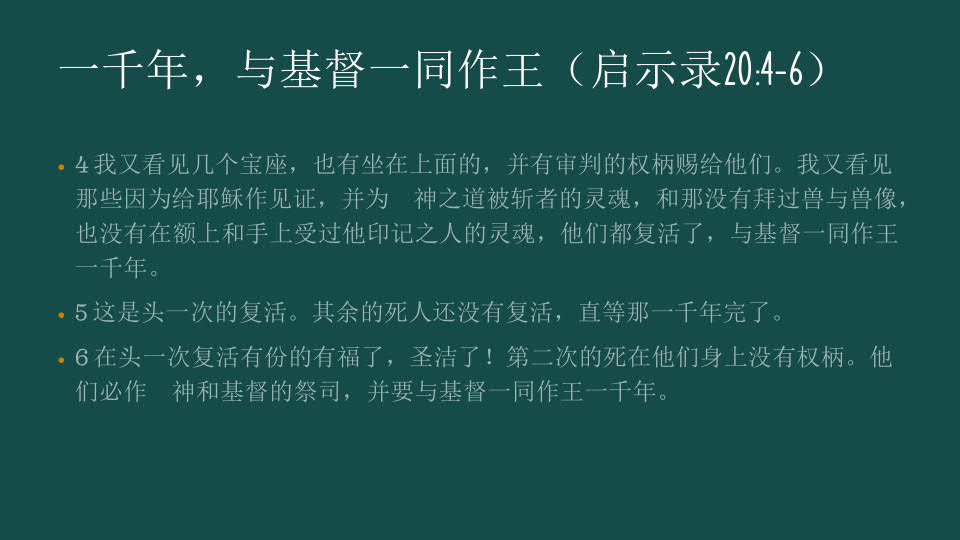 一千年，与基督一同作王（启示录20:4-6）
4 我又看见几个宝座，也有坐在上面的，并有审判的权柄赐给他们。我又看见
那些因为给耶稣作见证，并为　神之道被斩者的灵魂，和那没有拜过兽与兽像，
也没有在额上和手上受过他印记之人的灵魂，他们都复活了，与基督一同作王
一千年。
5 这是头一次的复活。其余的死人还没有复活，直等那一千年完了。
6 在头一次复活有份的有福了，圣洁了！第二次的死在他们身上没有权柄。他
们必作　神和基督的祭司，并要与基督一同作王一千年。